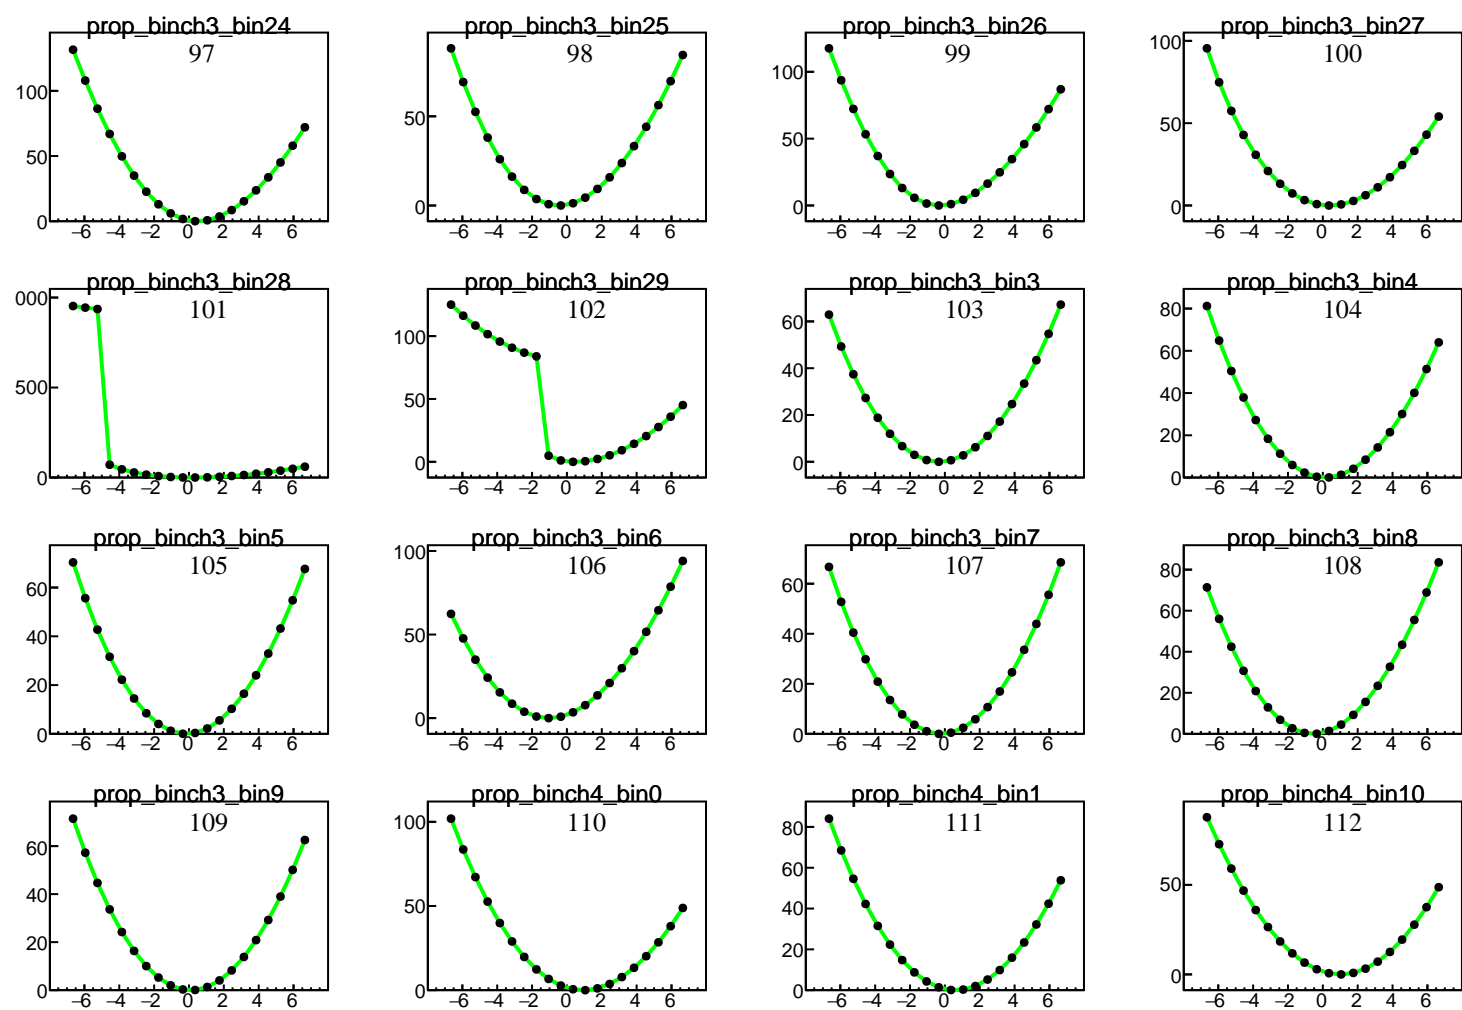 prop_binch3_bin24
97
100
50
0
−6 −4 −2 0 2 4 6
prop_binch3_bin25
98
50
0
−6 −4 −2 0 2 4 6
prop_binch3_bin26
99
100
50
0
−6 −4 −2 0 2 4 6
prop_binch3_bin27
100
100
50
0
−6 −4 −2 0 2 4 6
prop_binch3_bin28
101
000
500
0
−6 −4 −2 0 2 4 6
prop_binch3_bin29
102
100
50
0
−6 −4 −2 0 2 4 6
prop_binch3_bin3
103
60
40
20
0
−6 −4 −2 0 2 4 6
prop_binch3_bin4
104
80
60
40
20
0
−6 −4 −2 0 2 4 6
prop_binch3_bin5
105
60
40
20
0
−6 −4 −2 0 2 4 6
prop_binch3_bin6
106
100
50
0
−6 −4 −2 0 2 4 6
prop_binch3_bin7
107
60
40
20
0
−6 −4 −2 0 2 4 6
prop_binch3_bin8
108
80
60
40
20
0
−6 −4 −2 0 2 4 6
prop_binch3_bin9
109
60
40
20
0
−6 −4 −2 0 2 4 6
prop_binch4_bin0
110
100
50
0
−6 −4 −2 0 2 4 6
prop_binch4_bin1
111
80
60
40
20
0
−6 −4 −2 0 2 4 6
prop_binch4_bin10
112
50
0
−6 −4 −2 0 2 4 6